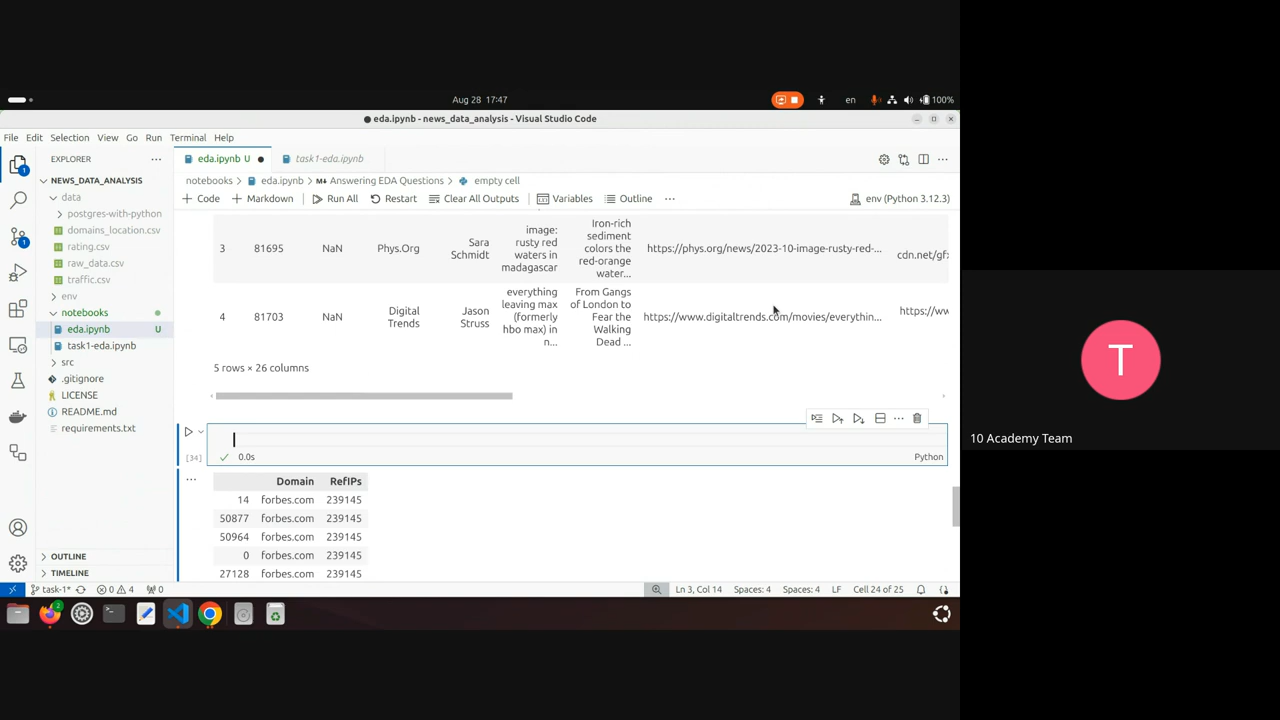 Aug 28 17:47
en
100%
eda.ipynb - news_data_analysis - Visual Studio Code
File Edit Selection View Go Run Terminal Help
EXPLORER
eda.ipynb U
task1-eda.ipynb
NEWS_DATA_ANALYSIS
notebooks > eda.ipynb > Answering EDA Questions > empty cell
data
postgres-with-python
domains_location.csv
rating.csv
raw_data.csv
traffic.csv
env
notebooks
eda.ipynb U
task1-eda.ipynb
src
.gitignore
LICENSE
README.md
requirements.txt
OUTLINE
TIMELINE
+ Code + Markdown Run All Restart Clear All Outputs Variables Outline ... env (Python 3.12.3)
3 81695 NaN Phys.Org Sara Schmidt image: rusty red waters in madagascar Iron-rich sediment colors the red-orange water... https://phys.org/news/2023-10-image-rusty-red-... cdn.net/gfx
4 81703 NaN Digital Trends Jason Struss everything leaving max (formerly hbo max) in n... From Gangs of London to Fear the Walking Dead ... https://www.digitaltrends.com/movies/everythin... https://ww
5 rows × 26 columns
[34] 0.0s Python
Domain RefIPs
14 forbes.com 239145
50877 forbes.com 239145
50964 forbes.com 239145
0 forbes.com 239145
27128 forbes.com 239145
task-1* 0 4 0 Ln 3, Col 14 Spaces: 4 Spaces: 4 LF Cell 24 of 25
T
10 Academy Team